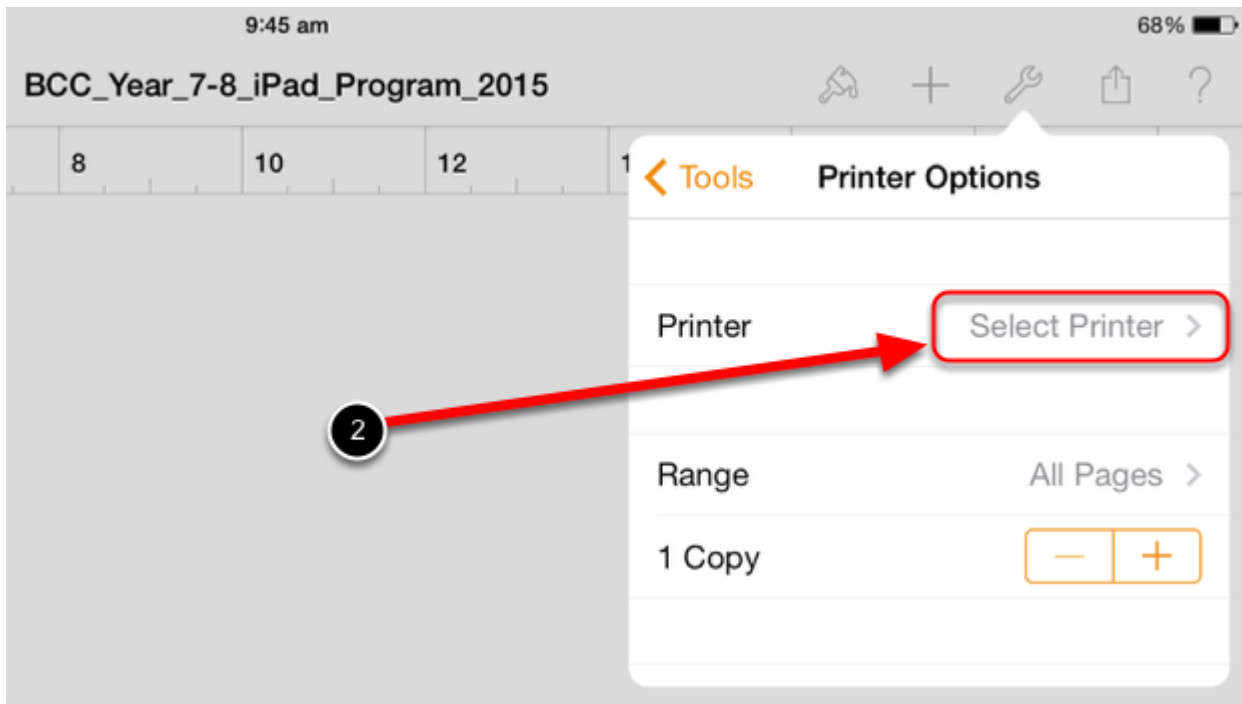 9:45 am 68%
BCC_Year_7-8_iPad_Program_2015 ?
8 10 12 1
Tools Printer Options
Printer Select Printer >
2
Range All Pages >
1 Copy − +